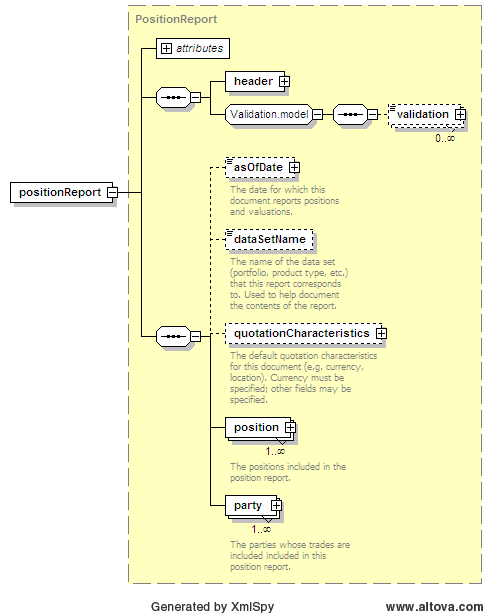 PositionReport
attributes
header
Validation.model
validation
0..∞
positionReport
asOfDate
The date for which this
document reports positions
and valuations.
dataSetName
The name of the data set
(portfolio, product type, etc.)
that this report corresponds
to. Used to help document
the contents of the report.
quotationCharacteristics
The default quotation characteristics
for this document (e.g. currency,
location). Currency must be
specified; other fields may be
specified.
position
1..∞
The positions included in the
position report.
party
1..∞
The parties whose trades are
included included in this
position report.
Generated by XmlSpy
www.altova.com